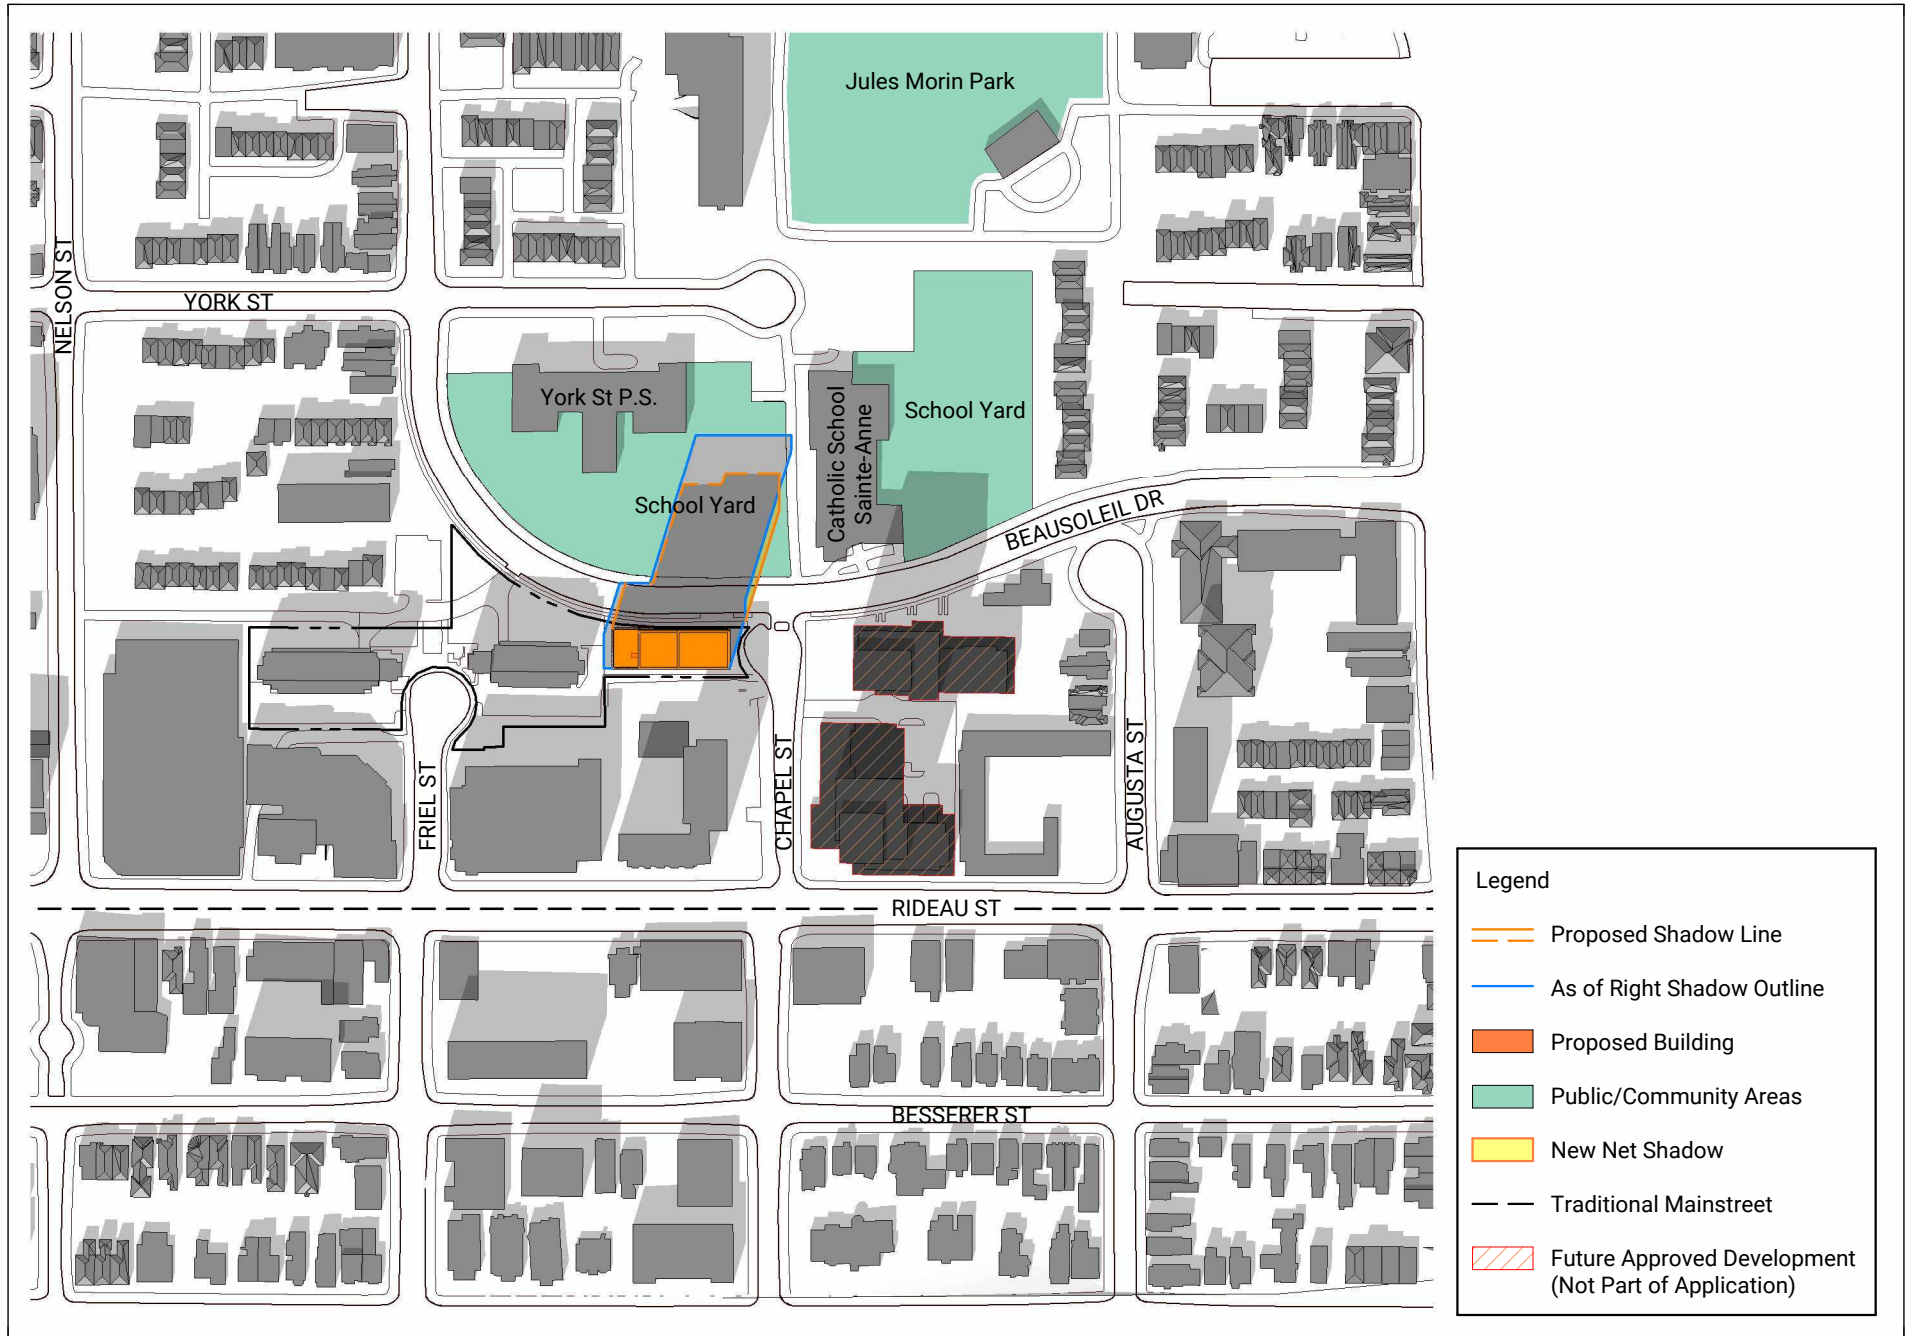 Jules Morin Park
NELSON ST
YORK ST
York St P.S.
School Yard
Catholic School
Sainte-Anne
School Yard
BEAUSOLEIL DR
FRIEL ST
CHAPEL ST
AUGUSTA ST
RIDEAU ST
BESSERER ST
Legend
Proposed Shadow Line
As of Right Shadow Outline
Proposed Building
Public/Community Areas
New Net Shadow
Traditional Mainstreet
Future Approved Development
(Not Part of Application)